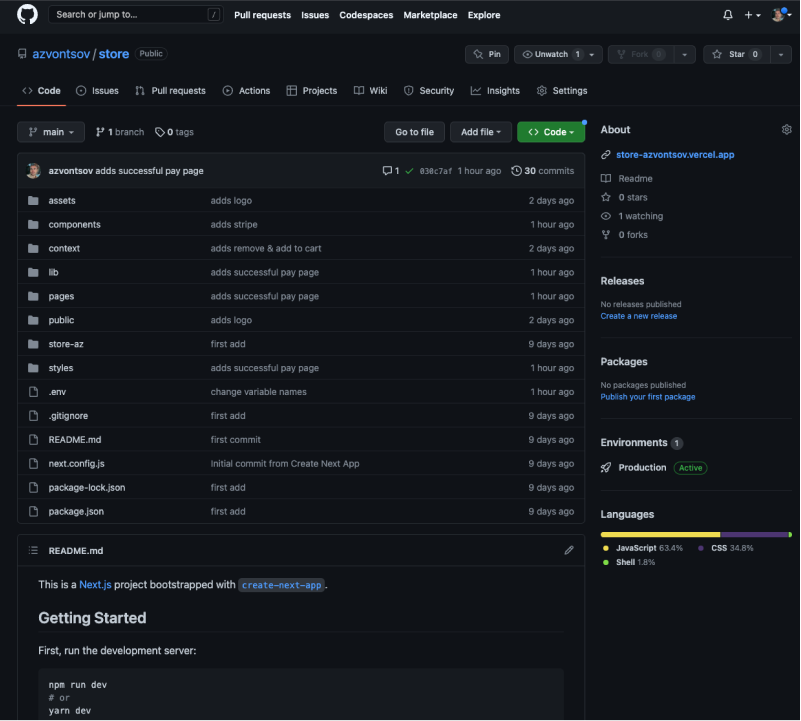 Search or jump to... / Pull requests Issues Codespaces Marketplace Explore
azvontsov / store Public Pin Unwatch 1 Fork 0 Star 0
Code Issues Pull requests Actions Projects Wiki Security Insights Settings
main 1 branch 0 tags Go to file Add file Code
azvontsov adds successful pay page 1 030c7af 1 hour ago 30 commits
assets adds logo 2 days ago
components adds stripe 1 hour ago
context adds remove & add to cart 2 days ago
lib adds successful pay page 1 hour ago
pages adds successful pay page 1 hour ago
public adds logo 2 days ago
store-az first add 9 days ago
styles adds successful pay page 1 hour ago
.env change variable names 1 hour ago
.gitignore first add 9 days ago
README.md first commit 9 days ago
next.config.js Initial commit from Create Next App 9 days ago
package-lock.json first add 9 days ago
package.json first add 9 days ago
README.md
This is a Next.js project bootstrapped with create-next-app.
Getting Started
First, run the development server:
npm run dev
# or
yarn dev
About
store-azvontsov.vercel.app
Readme
0 stars
1 watching
0 forks
Releases
No releases published
Create a new release
Packages
No packages published
Publish your first package
Environments 1
Production Active
Languages
JavaScript 63.4% CSS 34.8%
Shell 1.8%